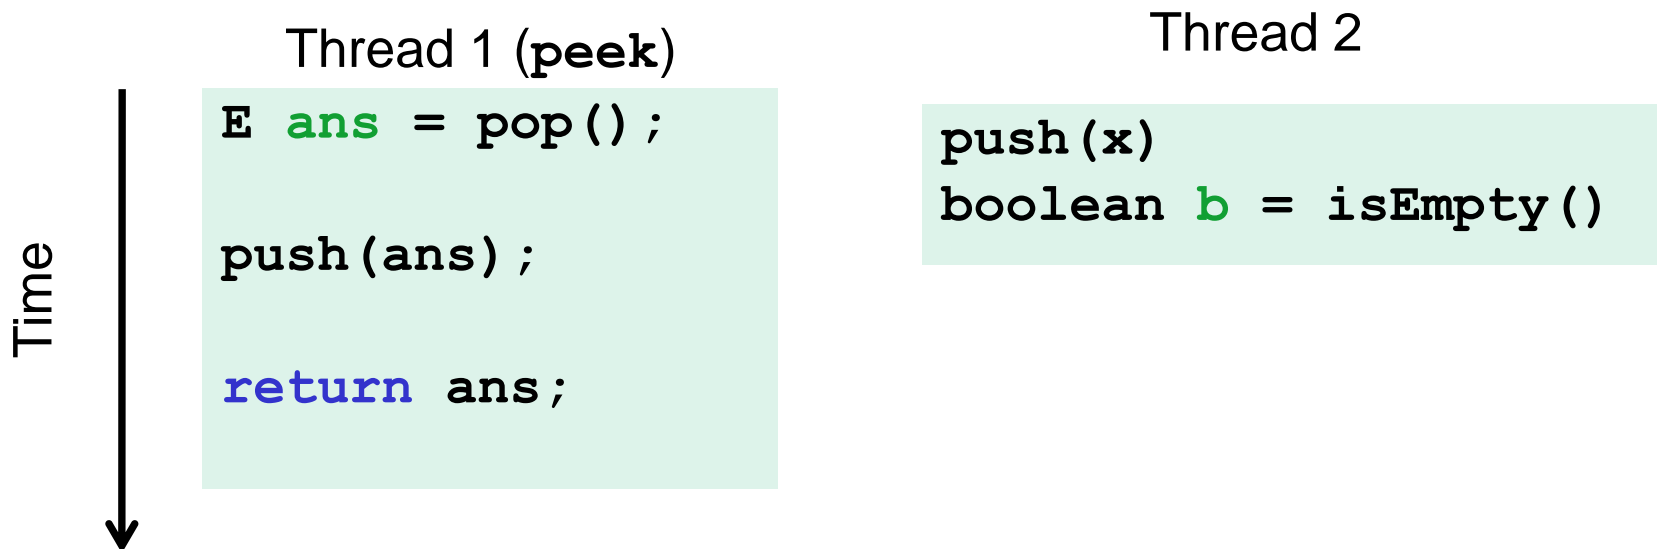 Thread 1 (peek)
E ans = pop();
push(ans);
return ans;
Thread 2
push(x)
boolean b = isEmpty()
Time